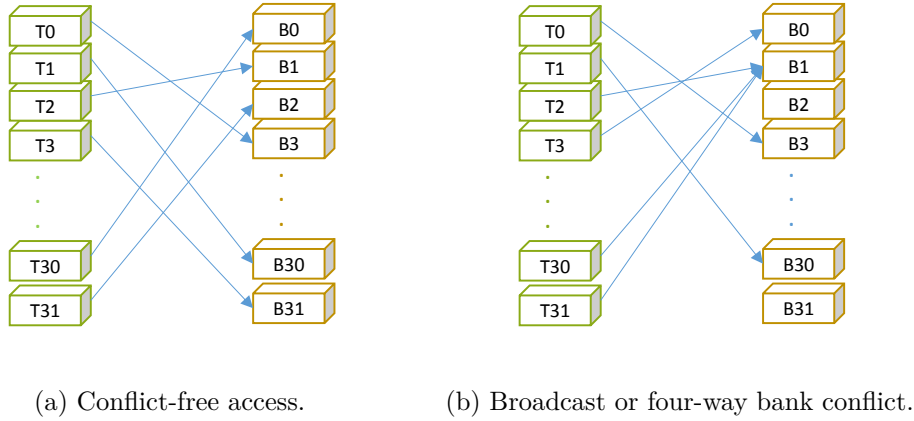 T0
T1
T2
T3
.
.
.
T30
T31
B0
B1
B2
B3
.
.
.
B30
B31
(a) Conflict-free access.
T0
T1
T2
T3
.
.
.
T30
T31
B0
B1
B2
B3
.
.
.
B30
B31
(b) Broadcast or four-way bank conflict.